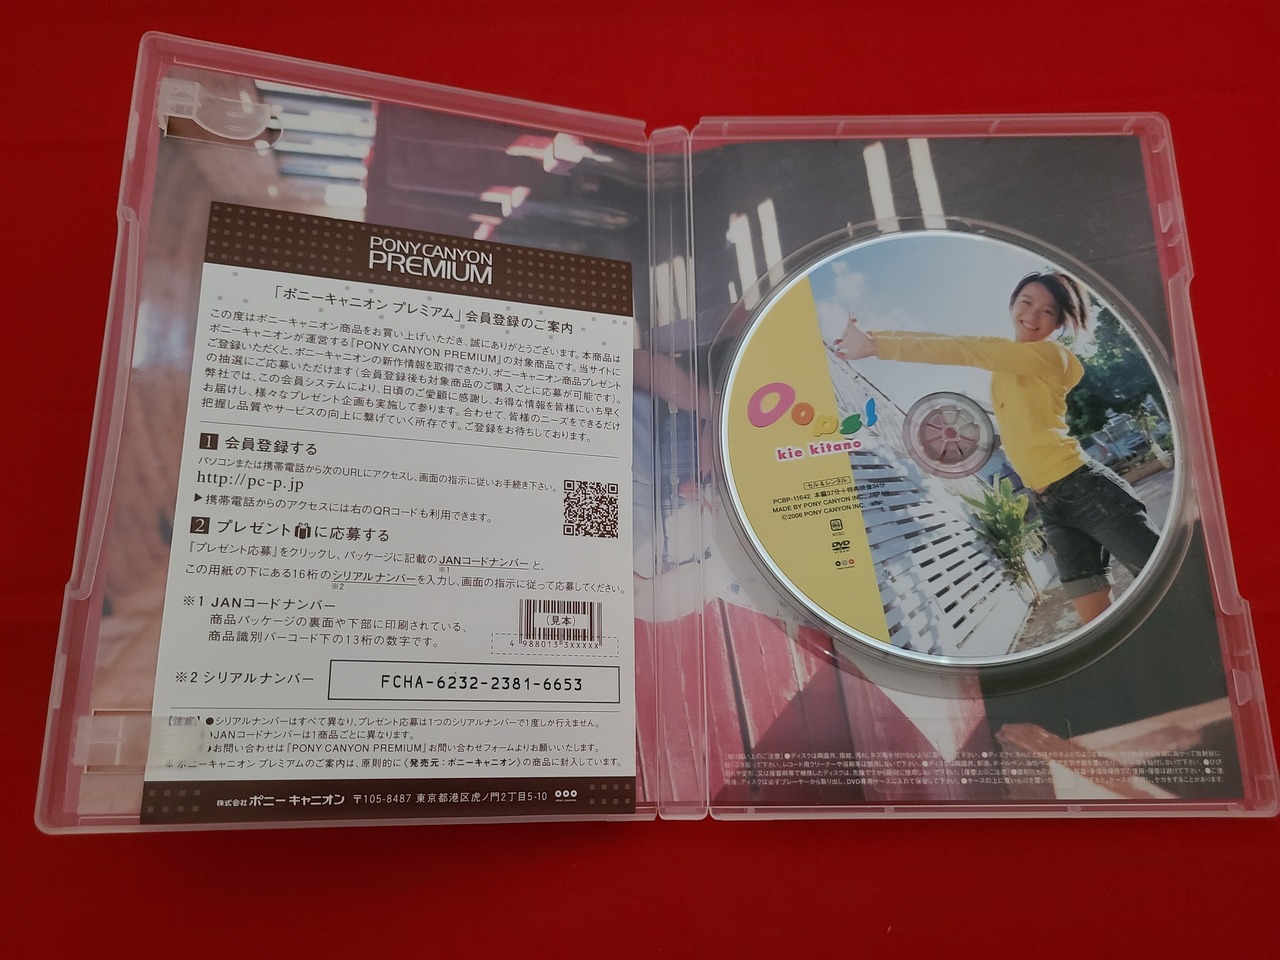 PONY CANYON
PREMIUM
「ポニーキャニオン プレミアム」会員登録のご案内
この度はポニーキャニオン商品をお買い上げいただき、誠にありがとうございます。本商品は
ポニーキャニオンが運営する「PONY CANYON PREMIUM」の対象商品です。当サイトに
ご登録いただくと、ポニーキャニオンの新作情報を取得できたり、ポニーキャニオン商品プレゼント
の抽選にご応募いただけます(会員登録後も対象商品のご購入ごとに応募が可能です)。
弊社では、この会員システムにより、日頃のご愛顧に感謝し、お得な情報を皆様にいち早く
お届けし、様々なプレゼント企画も実施して参ります。合わせて、皆様のニーズをできるだけ
把握し品質やサービスの向上に繋げていく所存です。ご登録をお待ちしております。
1 会員登録する
パソコンまたは携帯電話から次のURLにアクセスし、画面の指示に従いお手続き下さい。
http://pc-p.jp
▶携帯電話からのアクセスには右のQRコードも利用できます。
2 プレゼントに応募する
『プレゼント応募』をクリックし、パッケージに記載のJANコードナンバーと、
※1
この用紙の下にある16桁のシリアルナンバーを入力し、画面の指示に従って応募してください。
※2
※1 JANコードナンバー
商品パッケージの裏面や下部に印刷されている、
商品識別バーコード下の13桁の数字です。
(見本)
4 988013 3XXXXX
※2 シリアルナンバー
FCHA-6232-2381-6653
【注意】●シリアルナンバーはすべて異なり、プレゼント応募は1つのシリアルナンバーで1度しか行えません。
JANコードナンバーは1商品ごとに異なります。
お問い合わせは「PONY CANYON PREMIUM」お問い合わせフォームよりお願いいたします。
※ポニーキャニオン プレミアムのご案内は、原則的に〈発売元:ポニーキャニオン〉の商品に封入しています。
株式会社 ポニーキャニオン 〒105-8487 東京都港区虎ノ門2丁目5-10
PONY CANYON
Oops!
kie kitano
セル&レンタル
PCBP-11642 本編37分+特典映像34分
MADE BY PONY CANYON INC., JAPAN
©2006 PONY CANYON INC.
NTSC
DVD
VIDEO
PONY CANYON